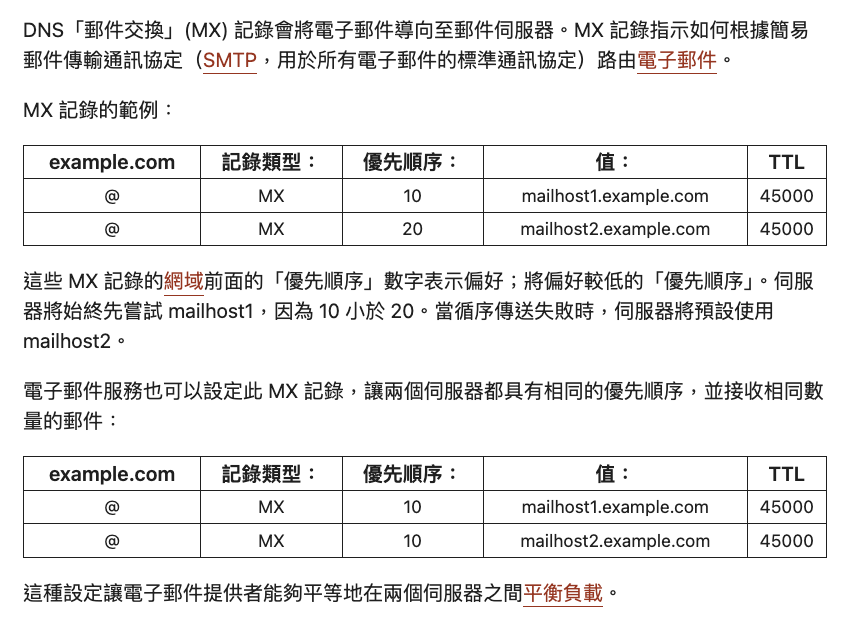 DNS「郵件交換」(MX) 記錄會將電子郵件導向至郵件伺服器。MX 記錄指示如何根據簡易
郵件傳輸通訊協定（SMTP，用於所有電子郵件的標準通訊協定）路由電子郵件。
MX 記錄的範例：
example.com 記錄類型： 優先順序： 值： TTL
@ MX 10 mailhost1.example.com 45000
@ MX 20 mailhost2.example.com 45000
這些 MX 記錄的網域前面的「優先順序」數字表示偏好；將偏好較低的「優先順序」。伺服
器將始終先嘗試 mailhost1，因為 10 小於 20。當循序傳送失敗時，伺服器將預設使用
mailhost2。
電子郵件服務也可以設定此 MX 記錄，讓兩個伺服器都具有相同的優先順序，並接收相同數
量的郵件：
example.com 記錄類型： 優先順序： 值： TTL
@ MX 10 mailhost1.example.com 45000
@ MX 10 mailhost2.example.com 45000
這種設定讓電子郵件提供者能夠平等地在兩個伺服器之間平衡負載。